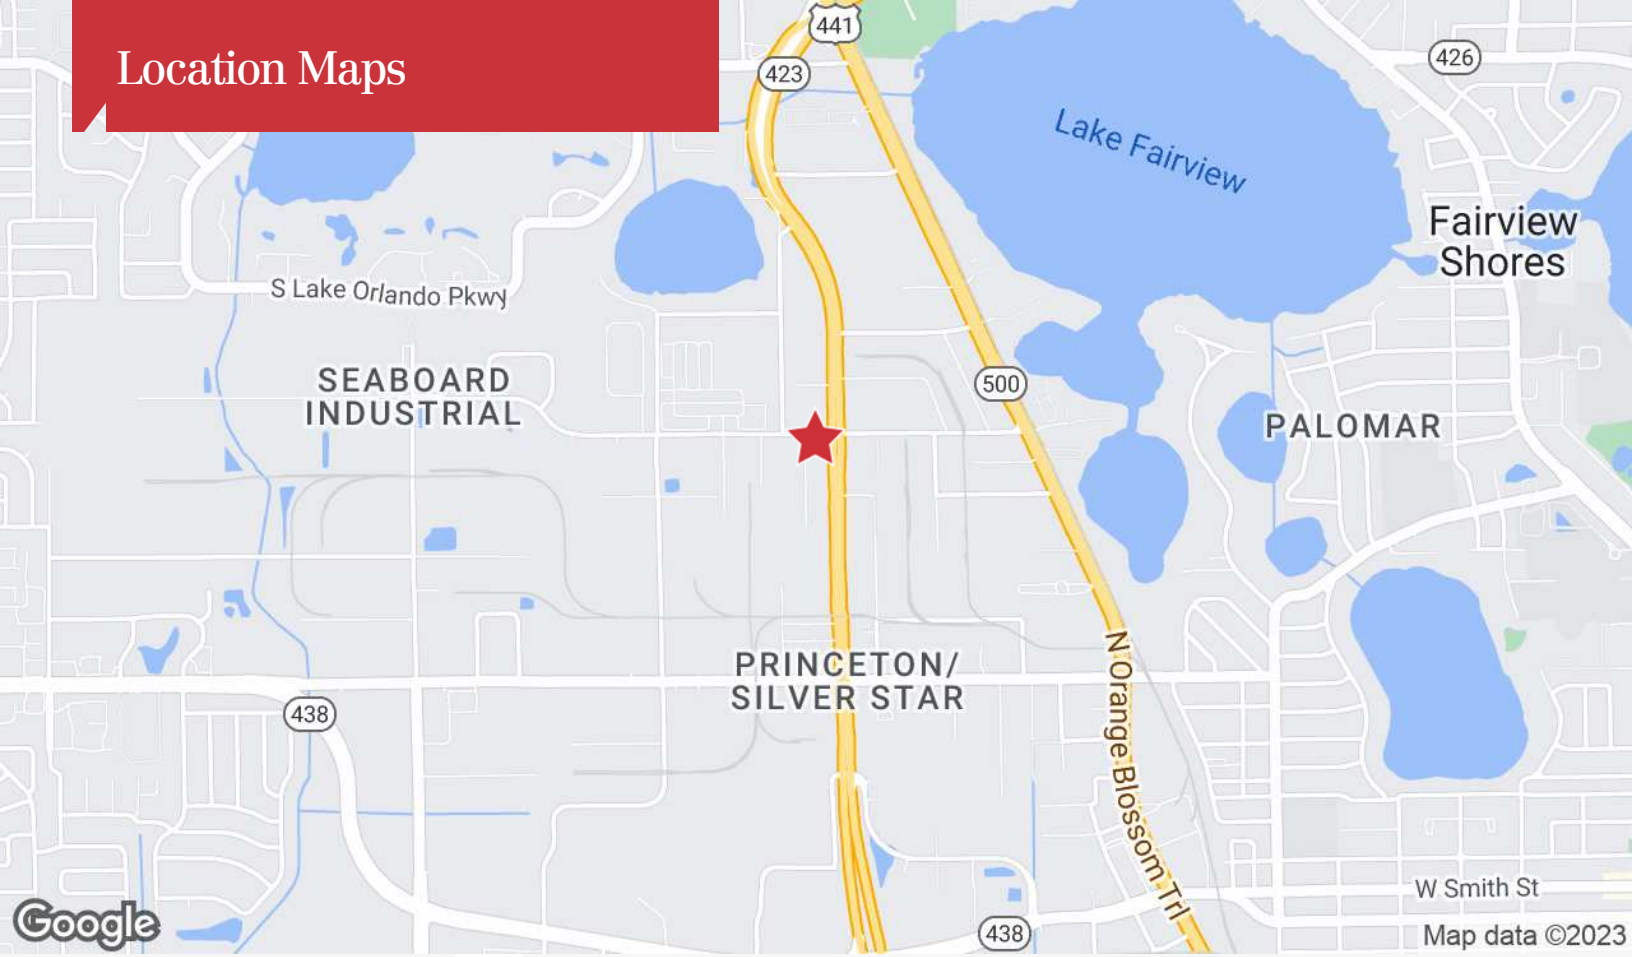 Location Maps
441
423
426
Lake Fairview
Fairview
Shores
S Lake Orlando Pkwy
SEABOARD
INDUSTRIAL
500
PALOMAR
PRINCETON/
SILVER STAR
438
N Orange Blossom Trl
W Smith St
438
Google
Map data ©2023